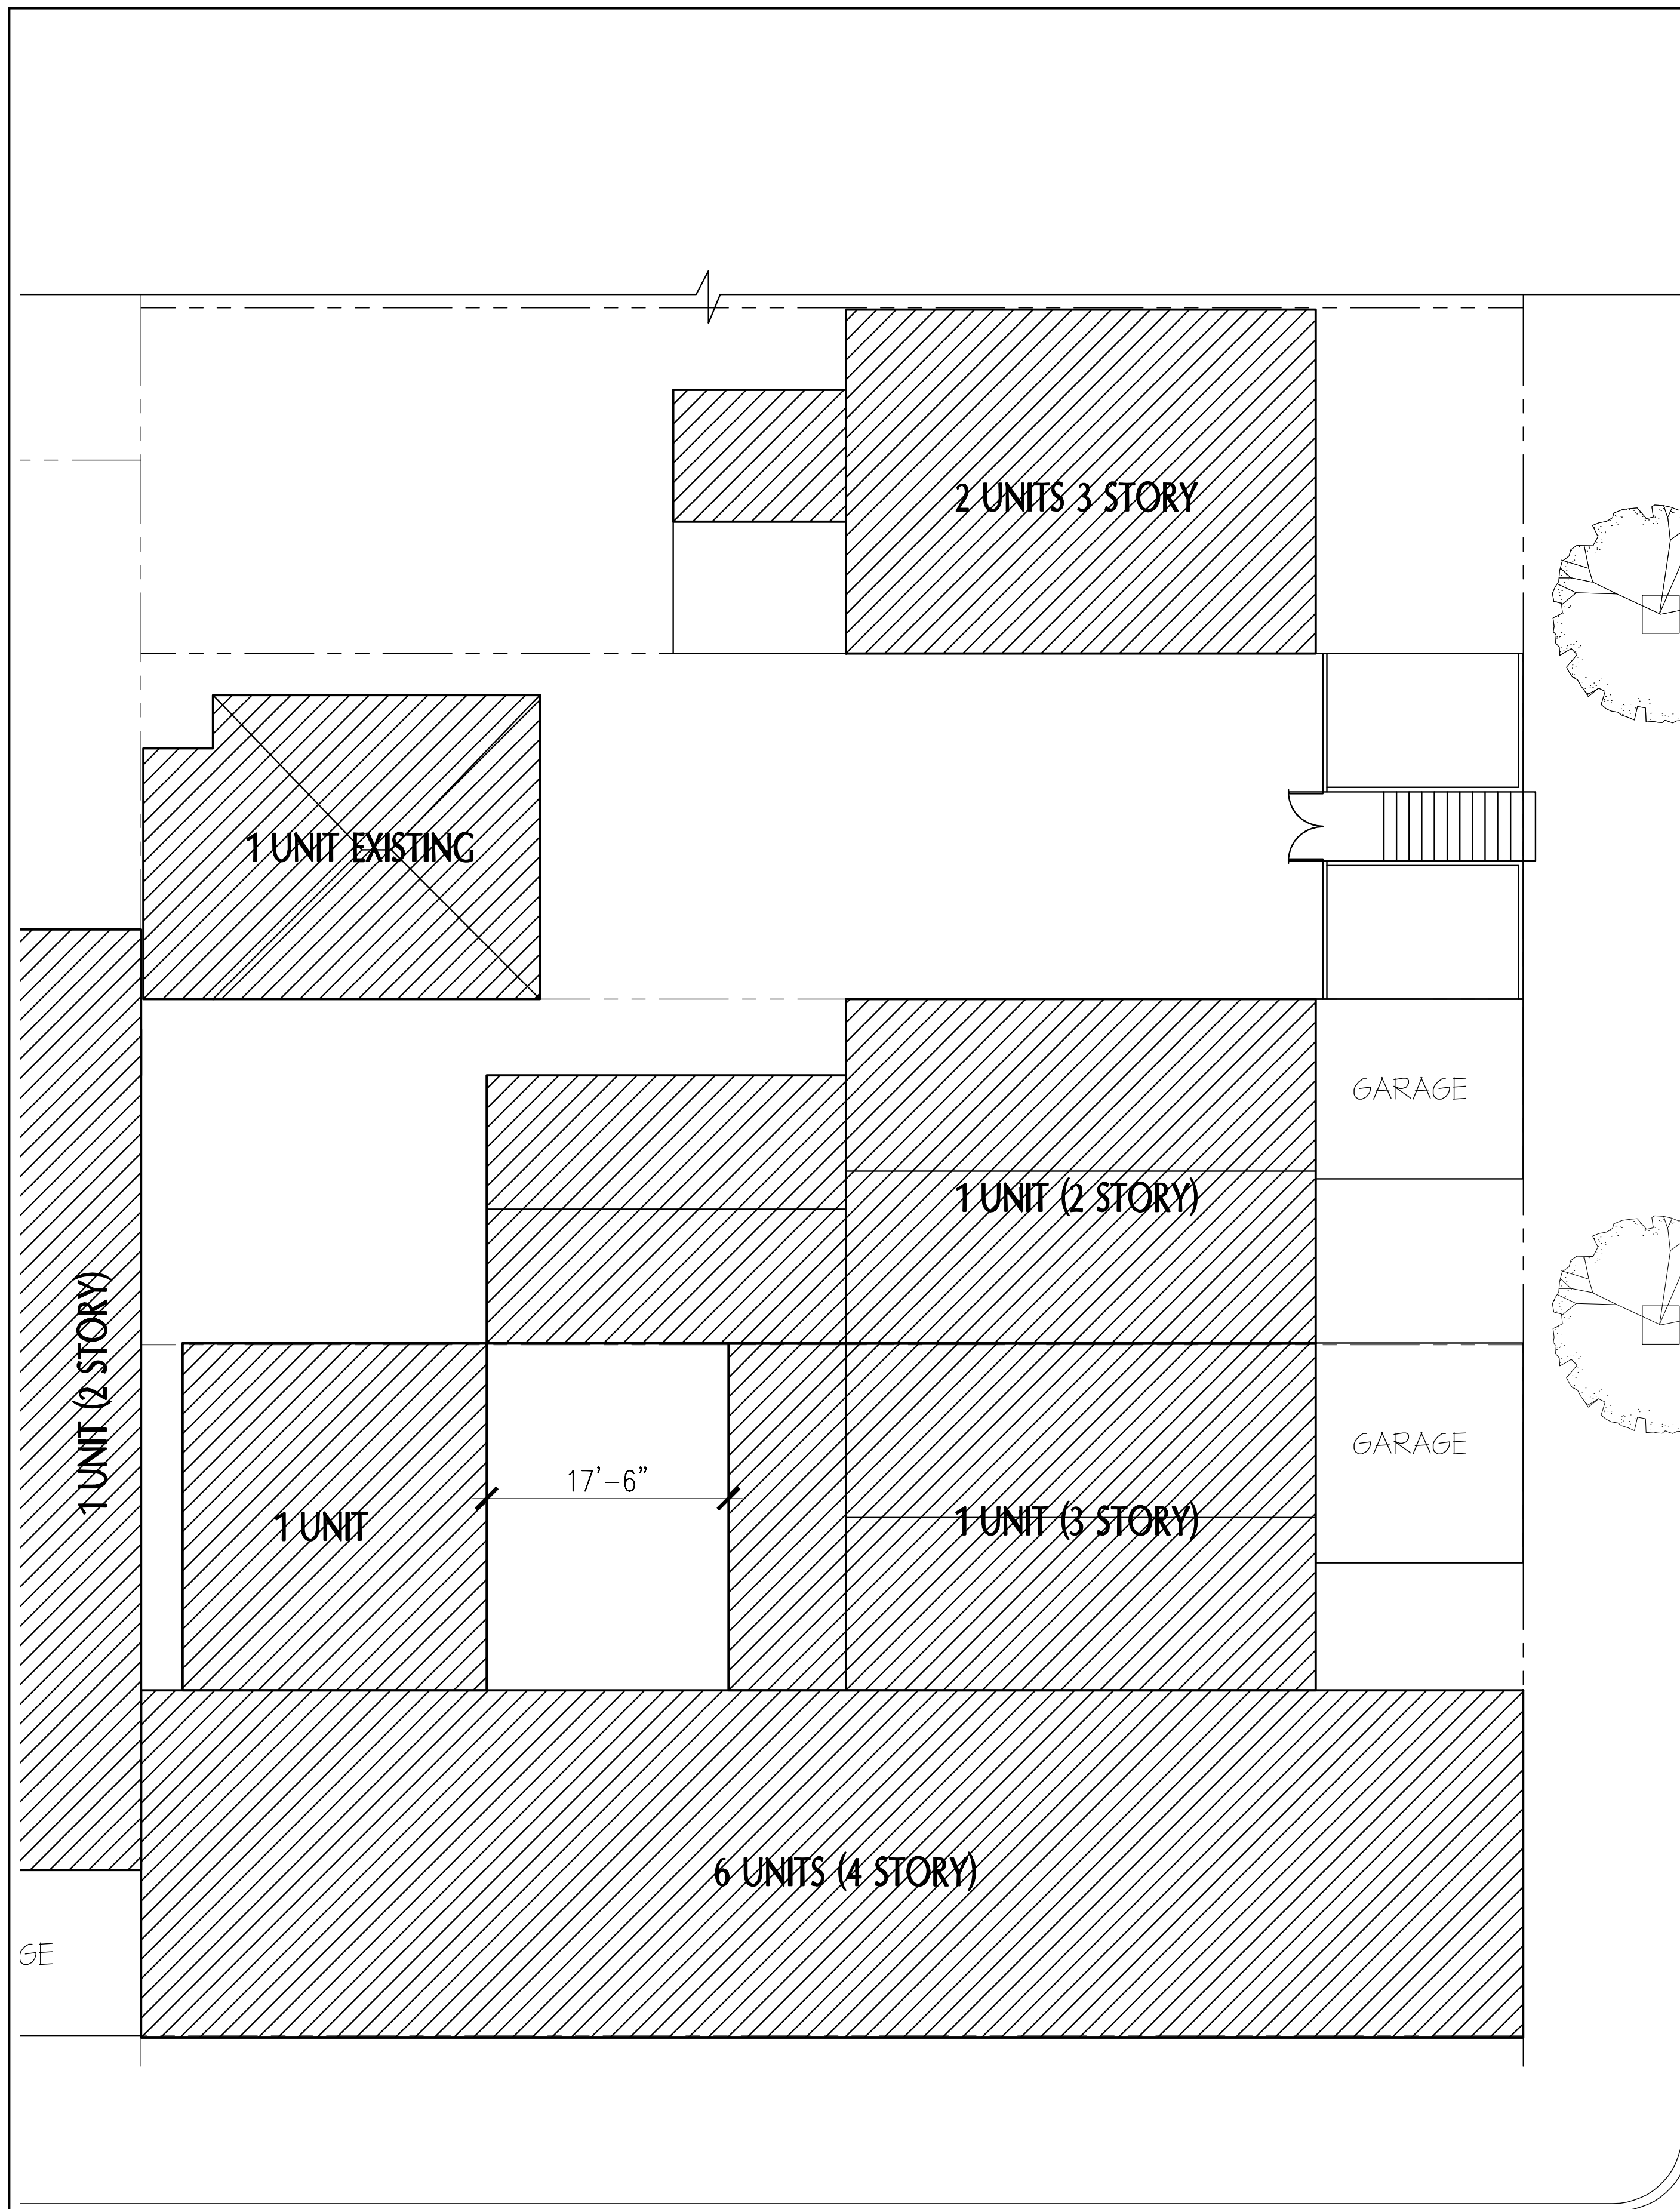 2 UNITS 3 STORY
1 UNIT EXISTING
GARAGE
1 UNIT (2 STORY)
1 UNIT (2 STORY)
GARAGE
17'-6"
1 UNIT
1 UNIT (3 STORY)
6 UNITS (4 STORY)
GE